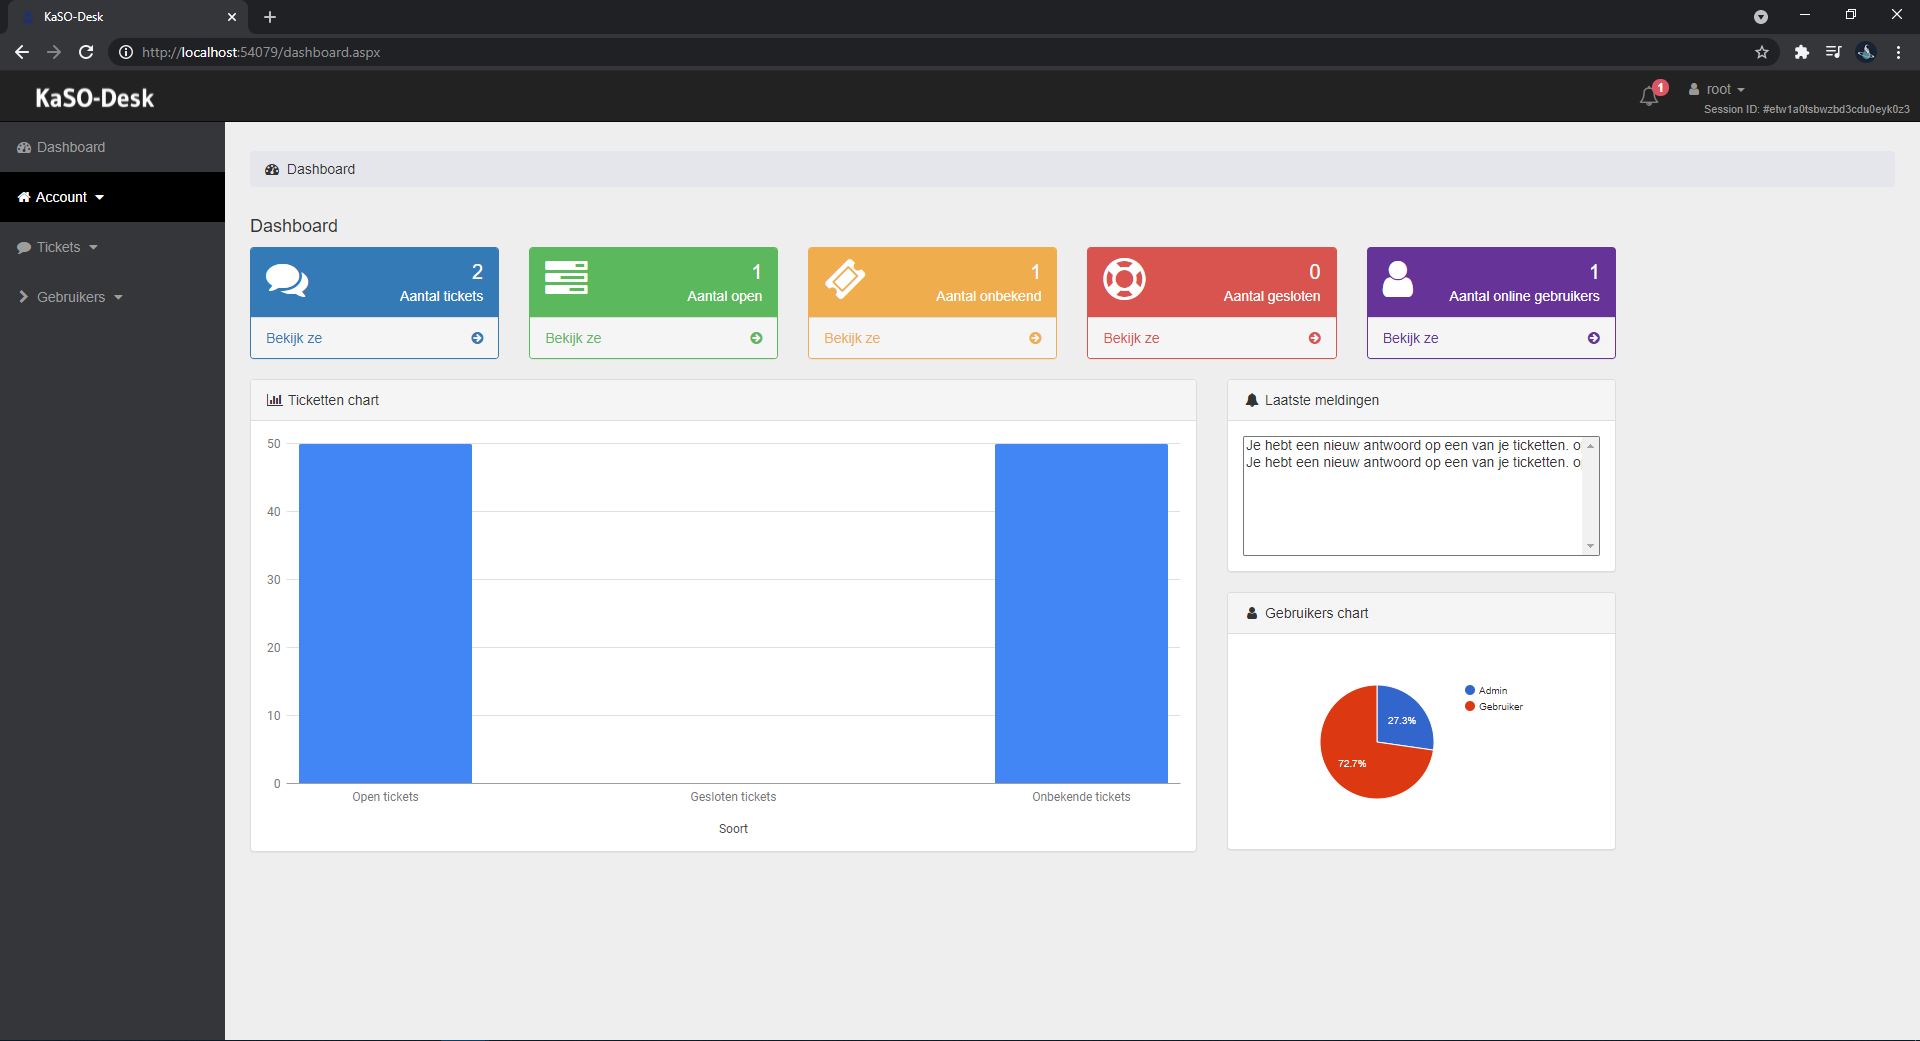 KaSO-Desk
http://localhost:54079/dashboard.aspx
KaSO-Desk
1
root
Session ID: #etw1a0tsbwzbd3cdu0eyk0z3
Dashboard
Account
Tickets
Gebruikers
Dashboard
Dashboard
2
Aantal tickets
Bekijk ze
1
Aantal open
Bekijk ze
1
Aantal onbekend
Bekijk ze
0
Aantal gesloten
Bekijk ze
1
Aantal online gebruikers
Bekijk ze
Ticketten chart
50
40
30
20
10
0
Open tickets
Gesloten tickets
Onbekende tickets
Soort
Laatste meldingen
Je hebt een nieuw antwoord op een van je ticketten. o
Je hebt een nieuw antwoord op een van je ticketten. o
Gebruikers chart
27.3%
72.7%
Admin
Gebruiker